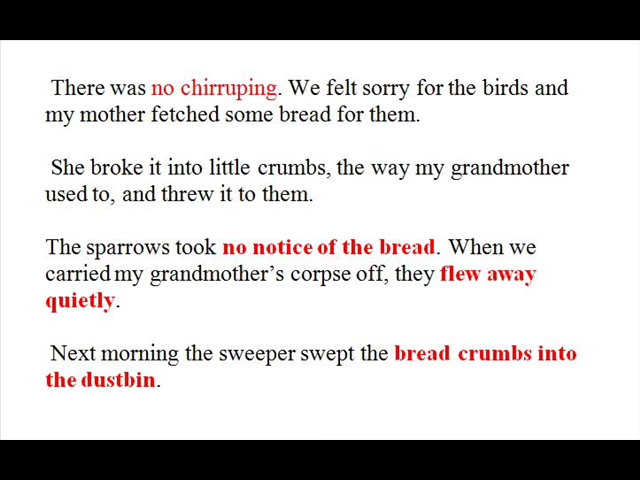 There was no chirruping. We felt sorry for the birds and
my mother fetched some bread for them.
She broke it into little crumbs, the way my grandmother
used to, and threw it to them.
The sparrows took no notice of the bread. When we
carried my grandmother’s corpse off, they flew away
quietly.
Next morning the sweeper swept the bread crumbs into
the dustbin.